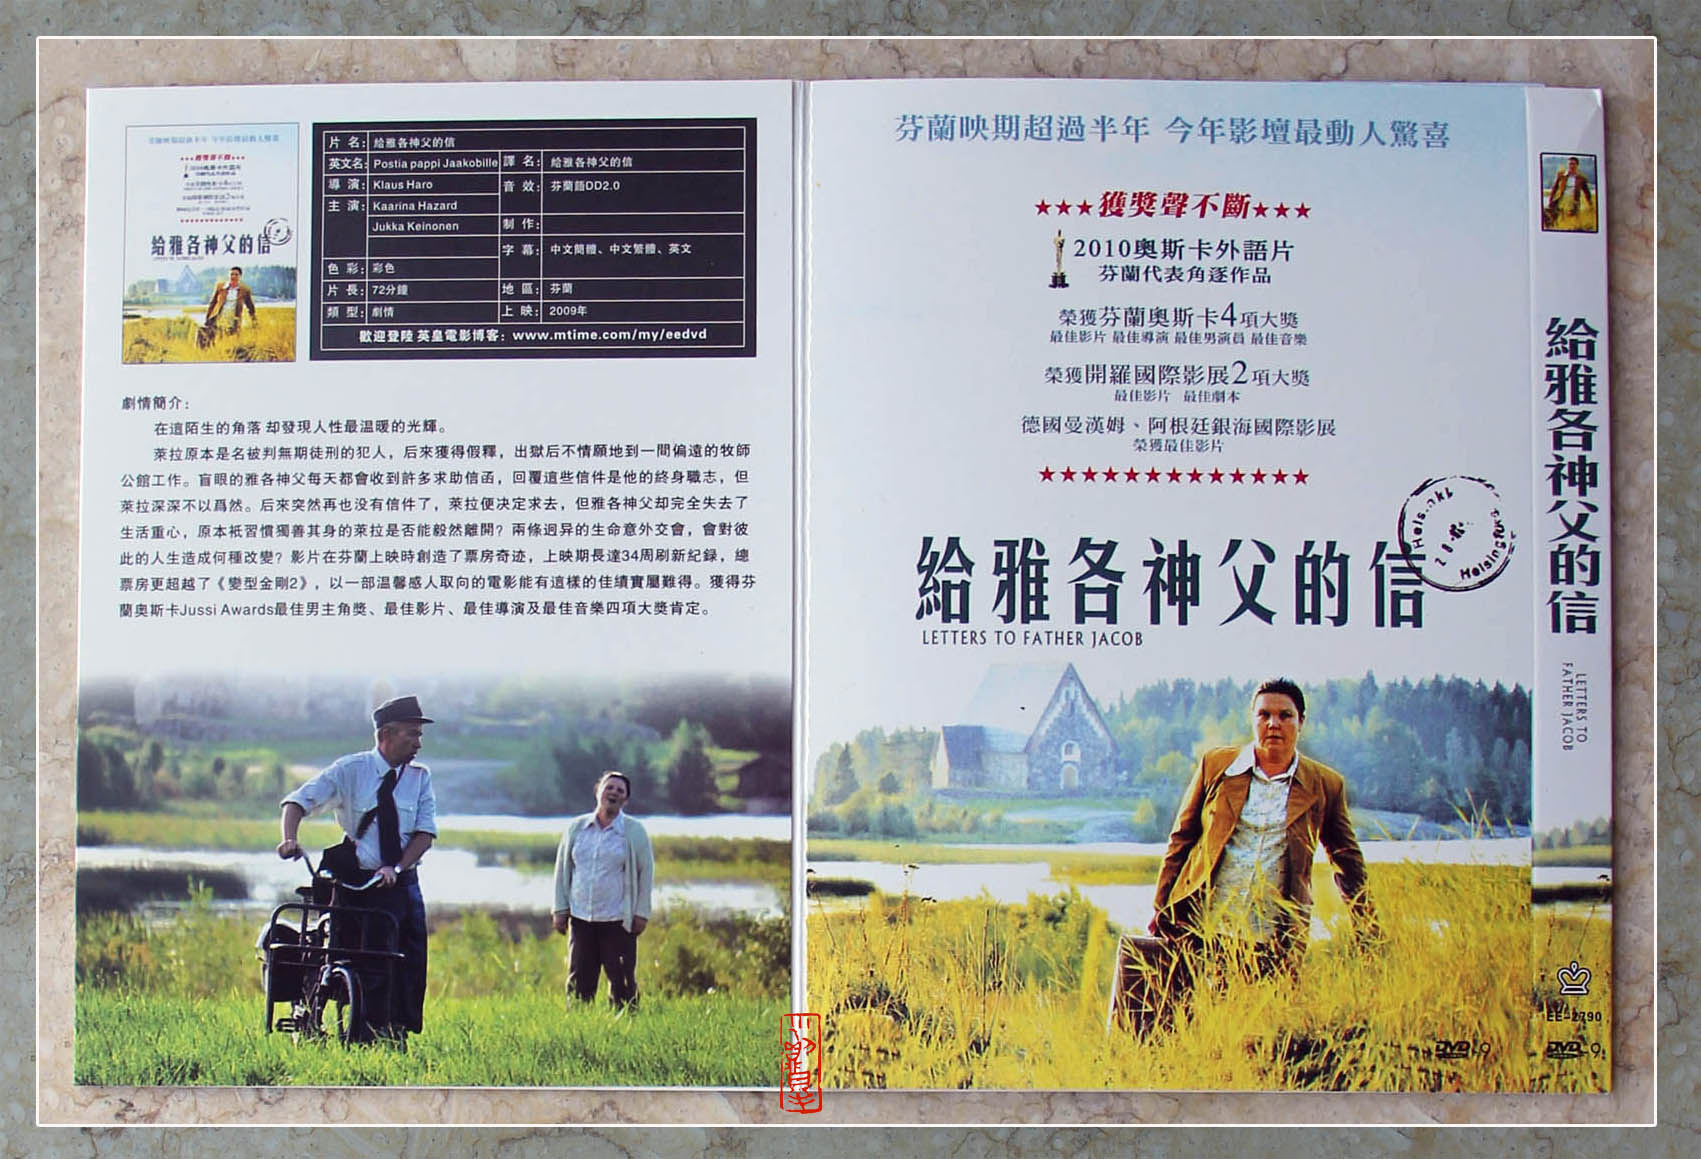 片 名: 給雅各神父的信
英文名: Postia pappi Jaakobille 譯 名: 給雅各神父的信
導 演: Klaus Haro 音 效: 芬蘭語DD2.0
主 演: Kaarina Hazard
Jukka Keinonen 制 作:
字 幕: 中文簡體、中文繁體、英文
色 彩: 彩色
片 長: 72分鐘 地 區: 芬蘭
類 型: 劇情 上 映: 2009年
歡迎登陸 英皇電影博客: www.mtime.com/my/eedvd
劇情簡介:
在這陌生的角落 却發現人性最溫暖的光輝。
萊拉原本是名被判無期徒刑的犯人，后來獲得假釋，出獄后不情願地到一間偏遠的牧師
公館工作。盲眼的雅各神父每天都會收到許多求助信函，回覆這些信件是他的終身職志，但
萊拉深深不以爲然。后來突然再也没有信件了，萊拉便决定求去，但雅各神父却完全失去了
生活重心，原本衹習慣獨善其身的萊拉是否能毅然離開？兩條迥异的生命意外交會，會對彼
此的人生造成何種改變？影片在芬蘭上映時創造了票房奇迹，上映期長達34周刷新紀録，總
票房更超越了《變型金剛2》，以一部溫馨感人取向的電影能有這樣的佳績實屬難得。獲得芬
蘭奥斯卡Jussi Awards最佳男主角獎、最佳影片、最佳導演及最佳音樂四項大獎肯定。
芬蘭映期超過半年 今年影壇最動人驚喜
★★★獲獎聲不斷★★★
2010奧斯卡外語片
芬蘭代表角逐作品
榮獲芬蘭奧斯卡4項大獎
最佳影片 最佳導演 最佳男演員 最佳音樂
榮獲開羅國際影展2項大獎
最佳影片 最佳劇本
德國曼漢姆、阿根廷銀海國際影展
榮獲最佳影片
★★★★★★★★★★★★★
給雅各神父的信
LETTERS TO FATHER JACOB
DVD-9
給雅各神父的信
LETTERS TO
FATHER JACOB
EE-2790
DVD-9